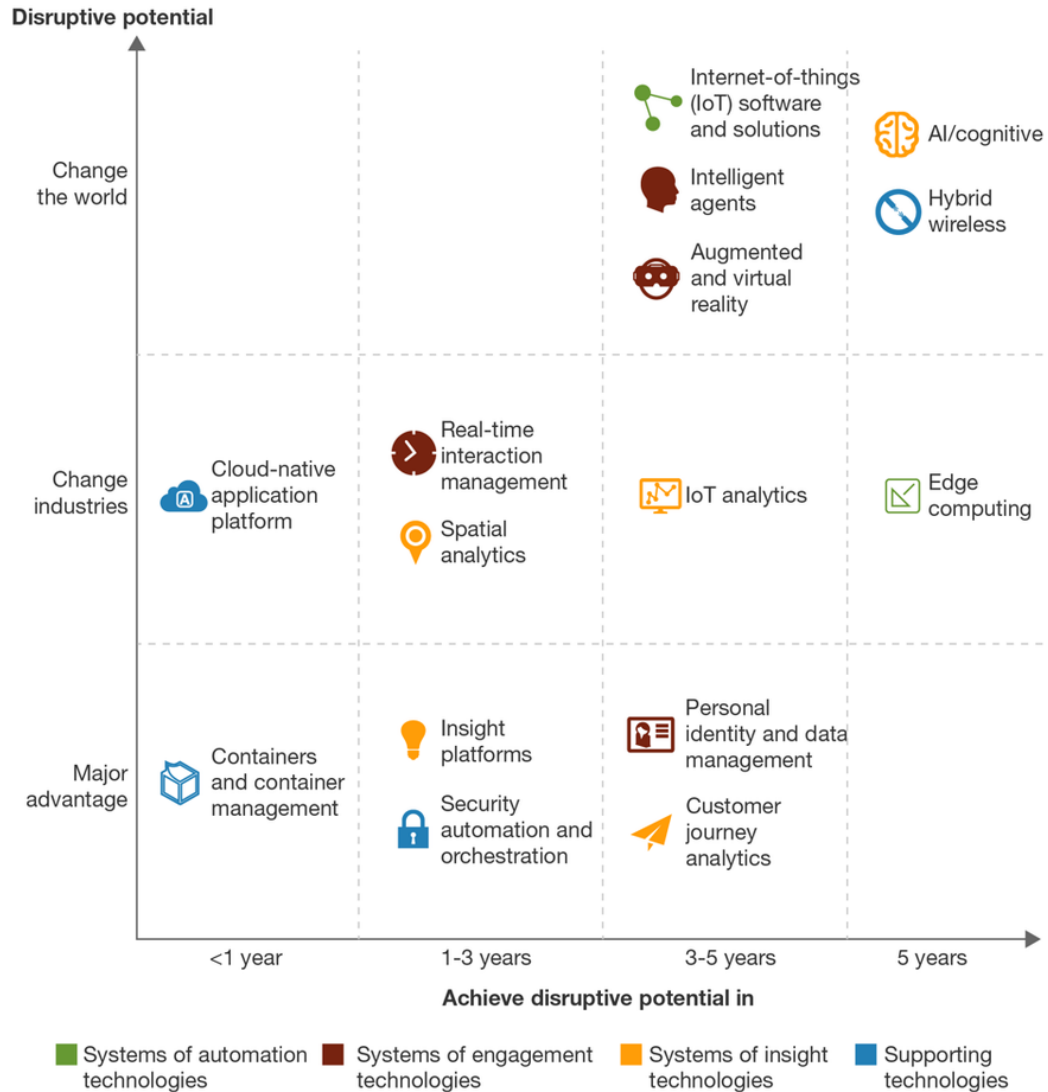 Disruptive potential
Change
the world
Internet-of-things
(IoT) software
and solutions
Intelligent
agents
Augmented
and virtual
reality
AI/cognitive
Hybrid
wireless
Change
industries
Cloud-native
application
platform
A
Real-time
interaction
management
Spatial
analytics
IoT analytics
Edge
computing
Major
advantage
Containers
and container
management
Insight
platforms
Security
automation and
orchestration
Personal
identity and data
management
Customer
journey
analytics
<1 year
1-3 years
3-5 years
5 years
Achieve disruptive potential in
Systems of automation
technologies
Systems of engagement
technologies
Systems of insight
technologies
Supporting
technologies